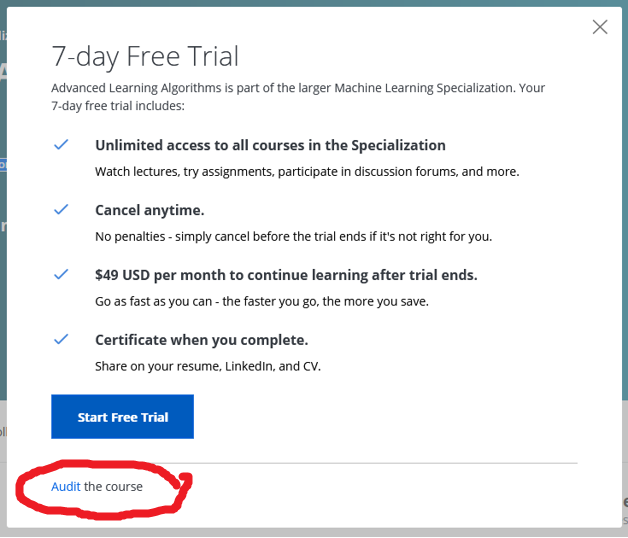 7-day Free Trial
Advanced Learning Algorithms is part of the larger Machine Learning Specialization. Your
7-day free trial includes:
Unlimited access to all courses in the Specialization
Watch lectures, try assignments, participate in discussion forums, and more.
Cancel anytime.
No penalties - simply cancel before the trial ends if it's not right for you.
$49 USD per month to continue learning after trial ends.
Go as fast as you can - the faster you go, the more you save.
Certificate when you complete.
Share on your resume, LinkedIn, and CV.
Start Free Trial
Audit the course